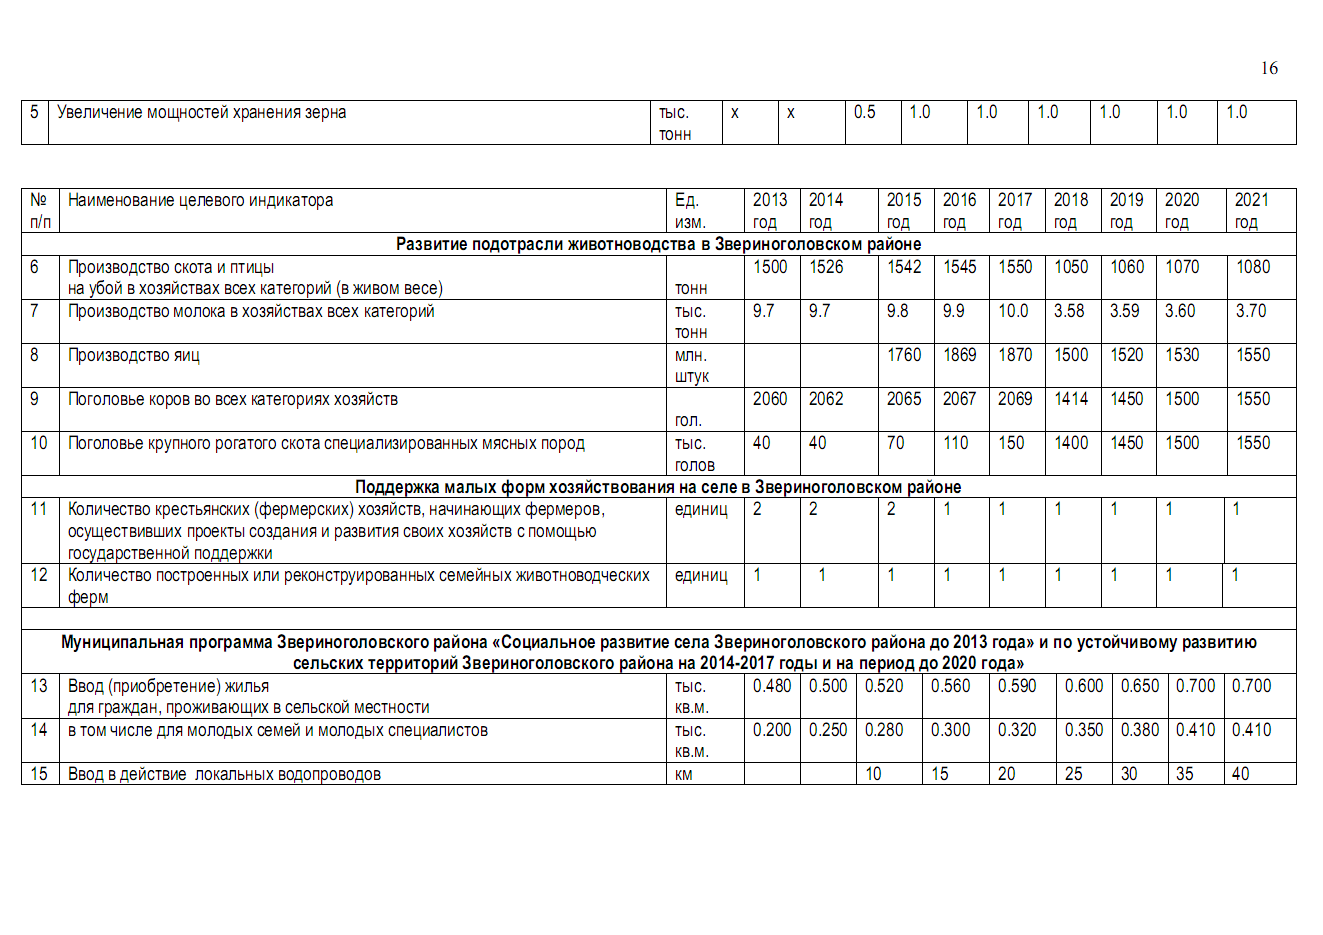 16
5 Увеличение мощностей хранения зерна тыс. х х 0.5 1.0 1.0 1.0 1.0 1.0 1.0
тонн
№ Наименование целевого индикатора Ед. 2013 2014 2015 2016 2017 2018 2019 2020 2021
п/п изм. год год год год год год год год год
Развитие подотрасли животноводства в Звериноголовском районе
6 Производство скота и птицы 1500 1526 1542 1545 1550 1050 1060 1070 1080
на убой в хозяйствах всех категорий (в живом весе) тонн
7 Производство молока в хозяйствах всех категорий тыс. 9.7 9.7 9.8 9.9 10.0 3.58 3.59 3.60 3.70
тонн
8 Производство яиц млн. 1760 1869 1870 1500 1520 1530 1550
штук
9 Поголовье коров во всех категориях хозяйств 2060 2062 2065 2067 2069 1414 1450 1500 1550
гол.
10 Поголовье крупного рогатого скота специализированных мясных пород тыс. 40 40 70 110 150 1400 1450 1500 1550
голов
Поддержка малых форм хозяйствования на селе в Звериноголовском районе
11 Количество крестьянских (фермерских) хозяйств, начинающих фермеров, единиц 2 2 2 1 1 1 1 1 1
осуществивших проекты создания и развития своих хозяйств с помощью
государственной поддержки
12 Количество построенных или реконструированных семейных животноводческих единиц 1 1 1 1 1 1 1 1 1
ферм
Муниципальная программа Звериноголовского района «Социальное развитие села Звериноголовского района до 2013 года» и по устойчивому развитию
сельских территорий Звериноголовского района на 2014-2017 годы и на период до 2020 года»
13 Ввод (приобретение) жилья тыс. 0.480 0.500 0.520 0.560 0.590 0.600 0.650 0.700 0.700
для граждан, проживающих в сельской местности кв.м.
14 в том числе для молодых семей и молодых специалистов тыс. 0.200 0.250 0.280 0.300 0.320 0.350 0.380 0.410 0.410
кв.м.
15 Ввод в действие локальных водопроводов км 10 15 20 25 30 35 40